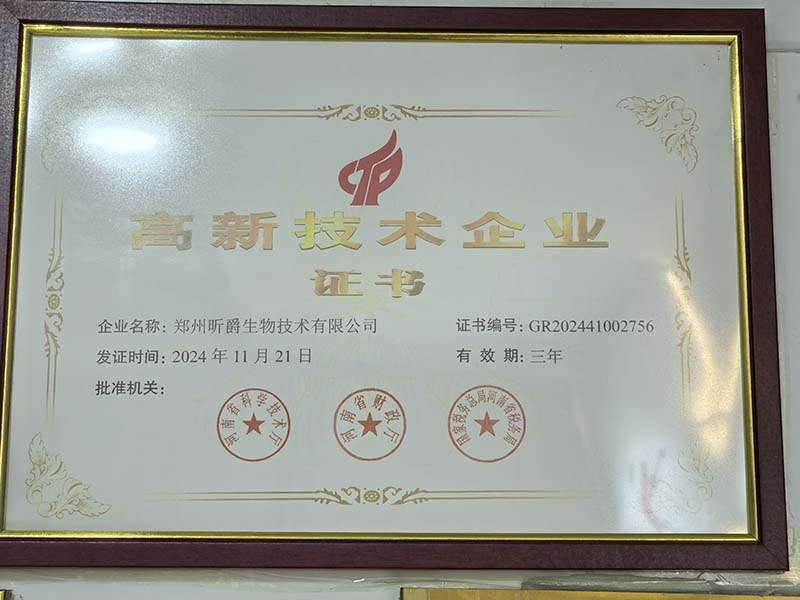 CTP
高新技术企业
证书
企业名称：郑州昕爵生物技术有限公司
证书编号：GR202441002756
发证时间：2024 年 11 月 21 日
有 效 期：三年
批准机关：
河南省科学技术厅
河南省财政厅
国家税务总局河南省税务局